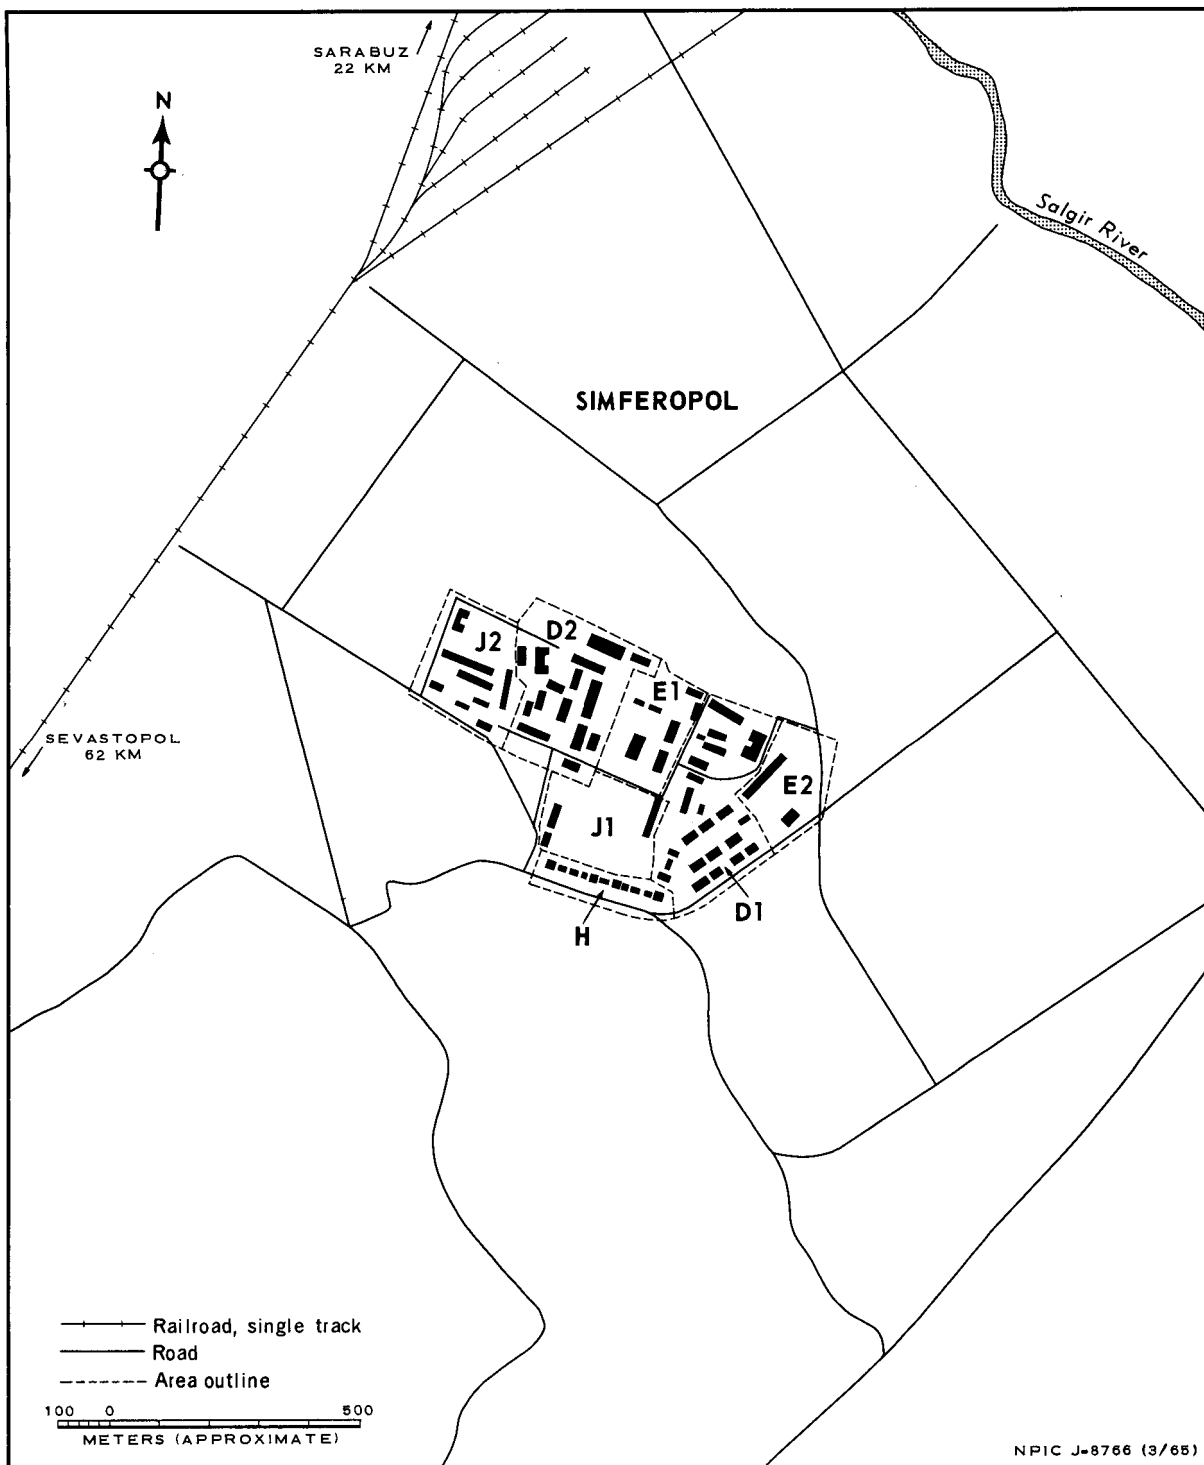 SARABUZ
22 KM
N
Salgir River
SIMFEROPOL
D2
J2
E1
SEVASTOPOL
62 KM
E2
J1
D1
H
Railroad, single track
Road
Area outline
100 0 500
METERS (APPROXIMATE)
NPIC J-8766 (3/65)